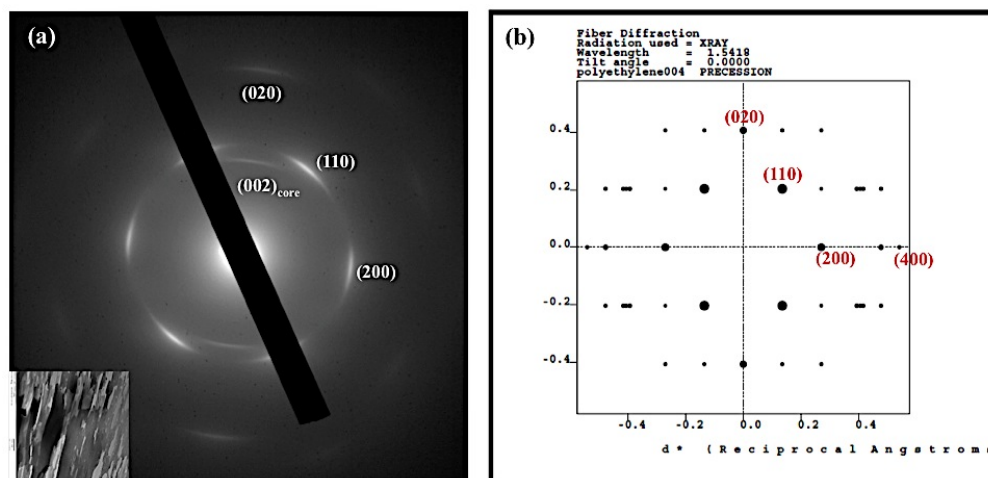 (a)
(020)
(110)
(002)core
(200)
(b)
Fiber Diffraction
Radiation used = XRAY
Wavelength = 1.5418
Tilt angle = 0.0000
polyethylene004 PRECESSION
(020)
0.4
(110)
0.2
0.0
(200)
(400)
-0.2
-0.4
-0.4 -0.2 0.0 0.2 0.4
d* (Reciprocal Angstroms